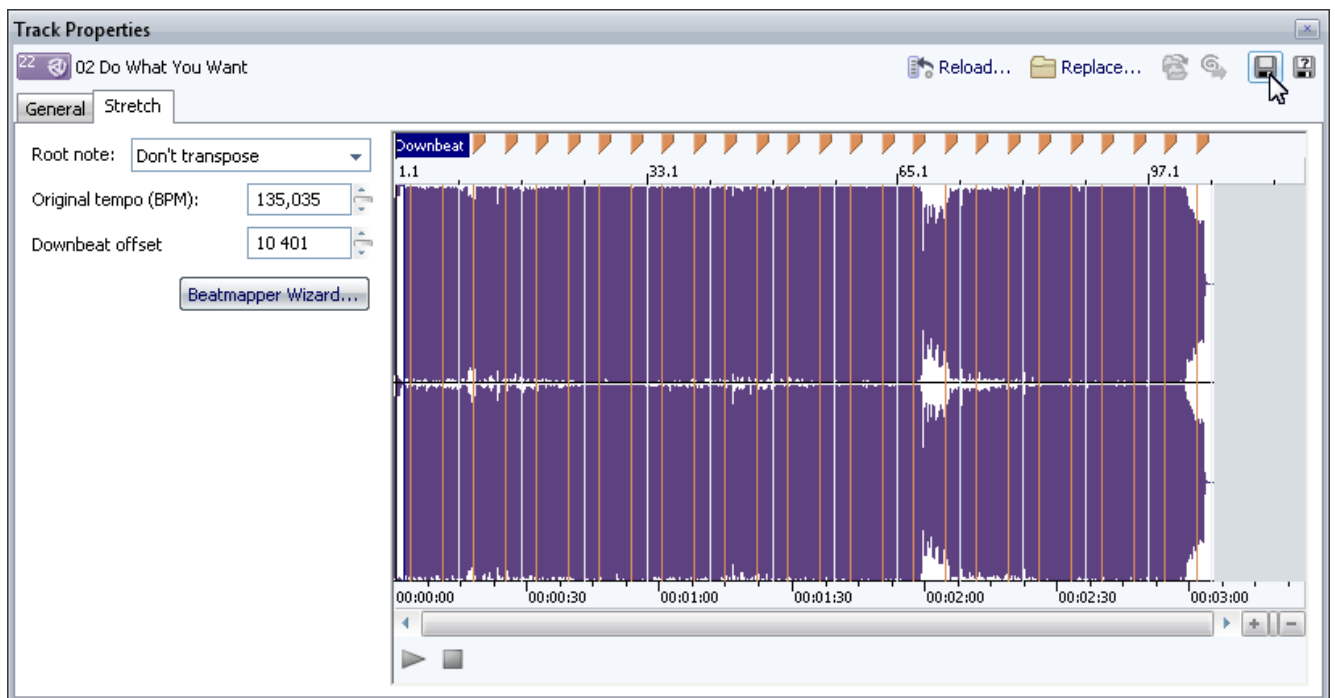 Track Properties
22 02 Do What You Want
Reload... Replace...
General Stretch
Root note: Don't transpose
Original tempo (BPM): 135,035
Downbeat offset 10 401
Beatmapper Wizard...
Downbeat
1.1 33.1 65.1 97.1
00:00:00 00:00:30 00:01:00 00:01:30 00:02:00 00:02:30 00:03:00